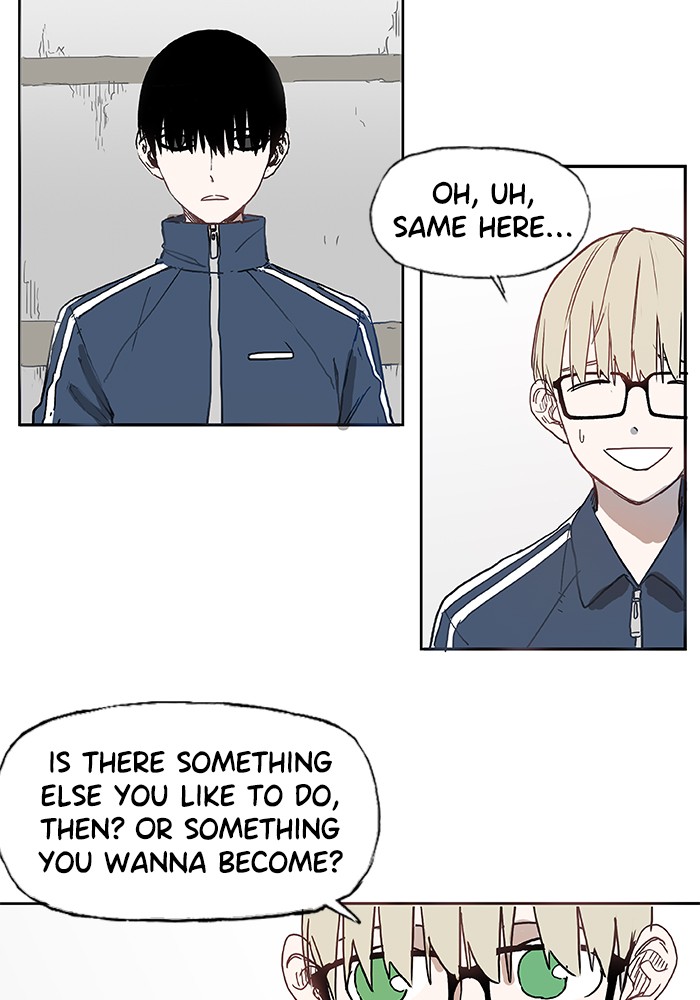 OH, UH,
SAME HERE...
IS THERE SOMETHING
ELSE YOU LIKE TO DO,
THEN? OR SOMETHING
YOU WANNA BECOME?